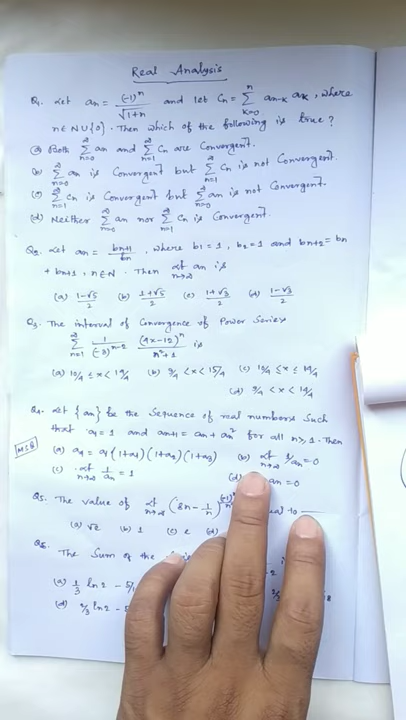 Real Analysis
Q1. Let an = (-1)^n / √1+n and let Cn = Σ_{k=0}^{n} an-k ak, where
n ∈ N∪{0}. Then which of the following is true?
(a) Both Σ_{n=0}^{∞} an and Σ_{n=1}^{∞} Cn are Convergent.
(b) Σ_{n=0}^{∞} an is Convergent but Σ_{n=1}^{∞} Cn is not Convergent.
(c) Σ_{n=1}^{∞} Cn is Convergent but Σ_{n=0}^{∞} an is not Convergent.
(d) Neither Σ_{n=0}^{∞} an nor Σ_{n=1}^{∞} Cn is Convergent.
Q2. Let an = bn+1 / bn, where b1 = 1, b2 = 1 and bn+2 = bn
+ bn+1, n ∈ N. Then lt_{n→∞} an is
(a) 1-√5 / 2 (b) 1+√5 / 2 (c) 1+√3 / 2 (d) 1-√3 / 2
Q3. The interval of Convergence of Power Series
Σ_{n=1}^{∞} 1/(-3)^{n-2} (4x-12)^n / n²+1 is
(a) 10/4 ≤ x < 14/4 (b) 9/4 < x < 15/4 (c) 10/4 ≤ x ≤ 14/4
(d) 9/4 < x < 14/4
Q4. Let {an} be the Sequence of real numbers Such
that a1 = 1 and an+1 = an + an² for all n ≥ 1. Then
MSQ
(a) a4 = a1(1+a1)(1+a2)(1+a3) (b) lt_{n→∞} 1/an = 0
(c) lt_{n→∞} 1/an = 1 (d) an = 0
Q5. The value of lt_{n→∞} (8n - 1/n)^{(-1)^n/n²} equal to ___
(a) √e (b) 1 (c) e (d)
Q6. The Sum of the
(a) 1/3 ln2 - 5/
(d) 2/3 ln2 - 5